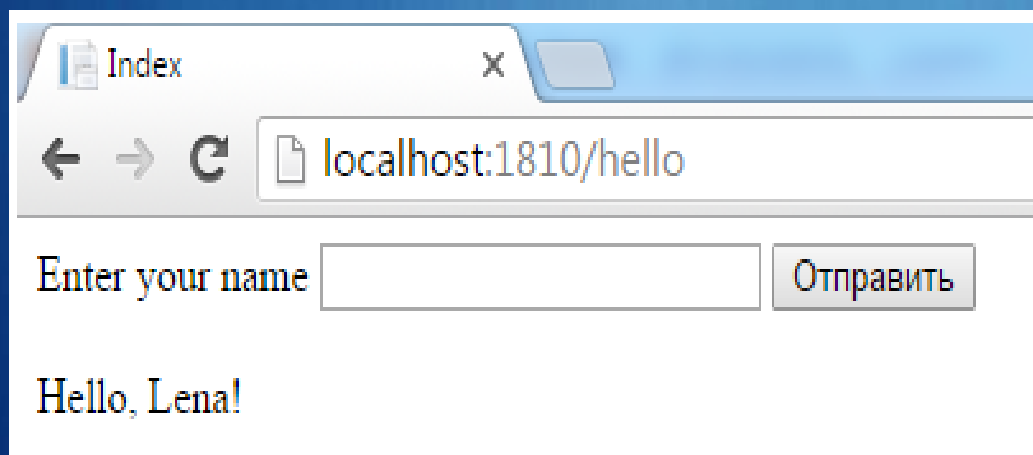 Index
localhost:1810/hello
Enter your name Отправить
Hello, Lena!